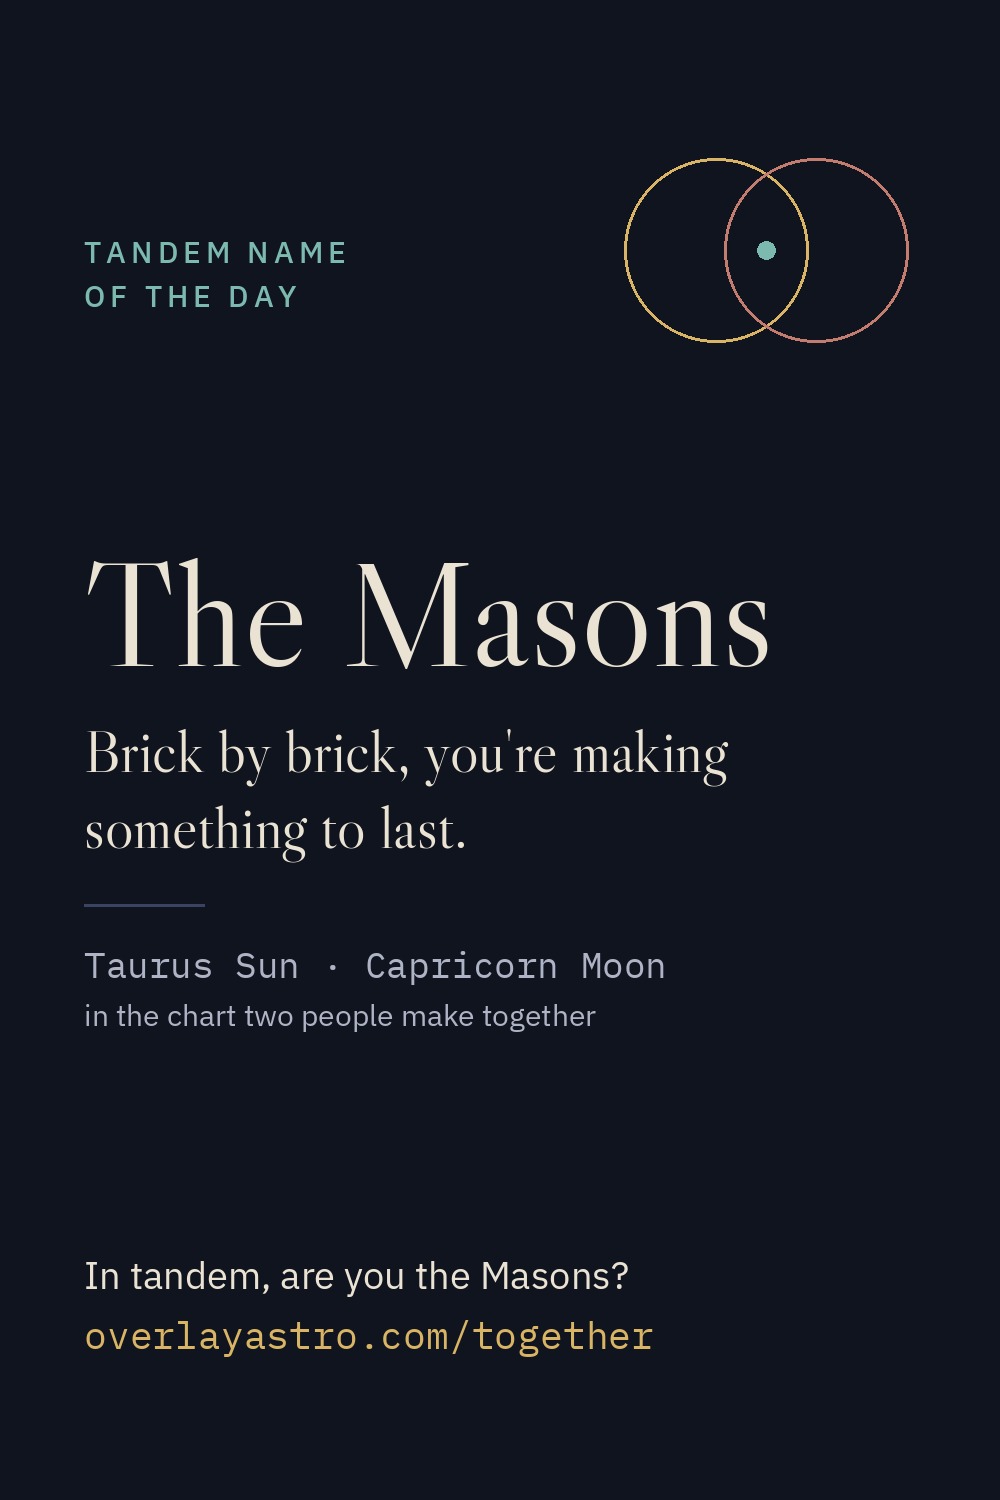 TANDEM NAME
OF THE DAY
The Masons
Brick by brick, you're making
something to last.
Taurus Sun · Capricorn Moon
in the chart two people make together
In tandem, are you the Masons?
overlayastro.com/together